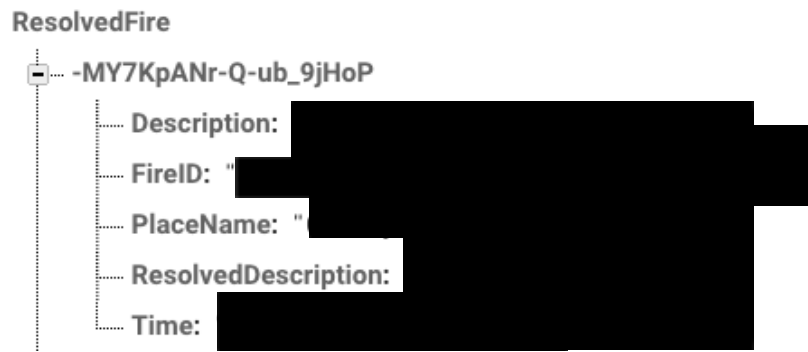 ResolvedFire
-MY7KpANr-Q-ub_9jHoP
Description:
FireID: "
PlaceName: "
ResolvedDescription:
Time: